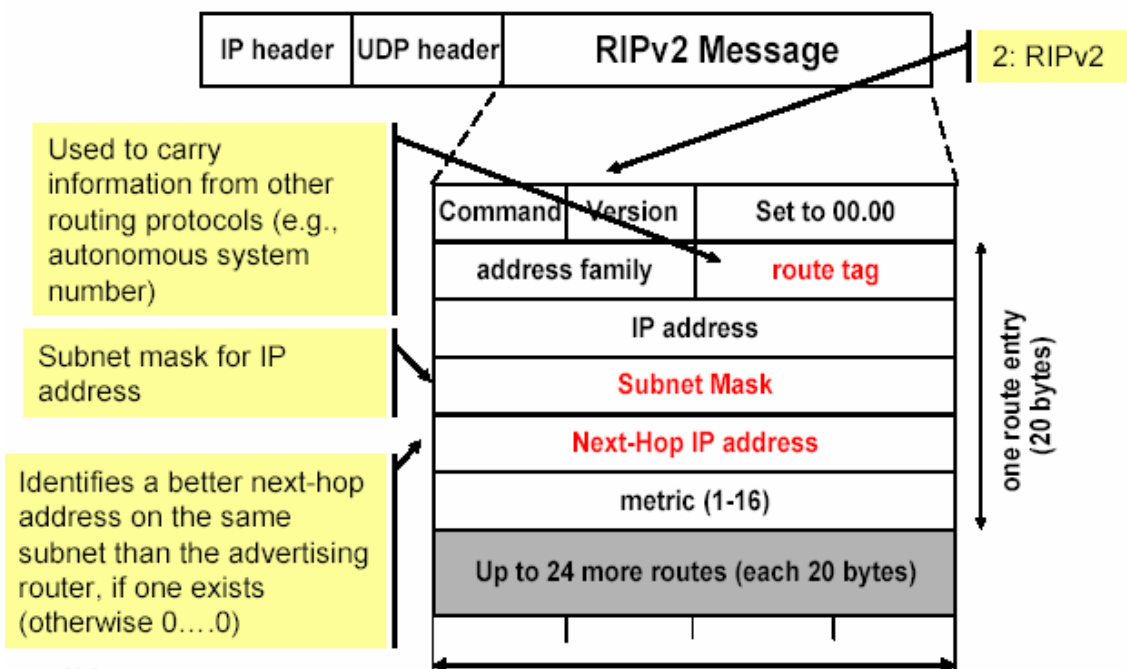 IP header
UDP header
RIPv2 Message
2: RIPv2
Used to carry
information from other
routing protocols (e.g.,
autonomous system
number)
Command
Version
Set to 00.00
address family
route tag
IP address
Subnet mask for IP
address
Subnet Mask
Next-Hop IP address
Identifies a better next-hop
address on the same
subnet than the advertising
router, if one exists
(otherwise 0....0)
metric (1-16)
Up to 24 more routes (each 20 bytes)
one route entry
(20 bytes)